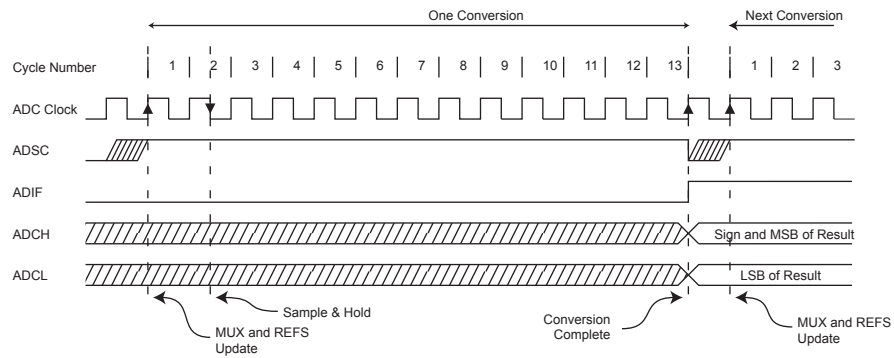 One Conversion Next Conversion
Cycle Number 1 2 3 4 5 6 7 8 9 10 11 12 13 1 2 3
ADC Clock
ADSC
ADIF
ADCH Sign and MSB of Result
ADCL LSB of Result
Sample & Hold
MUX and REFS
Update
Conversion
Complete
MUX and REFS
Update